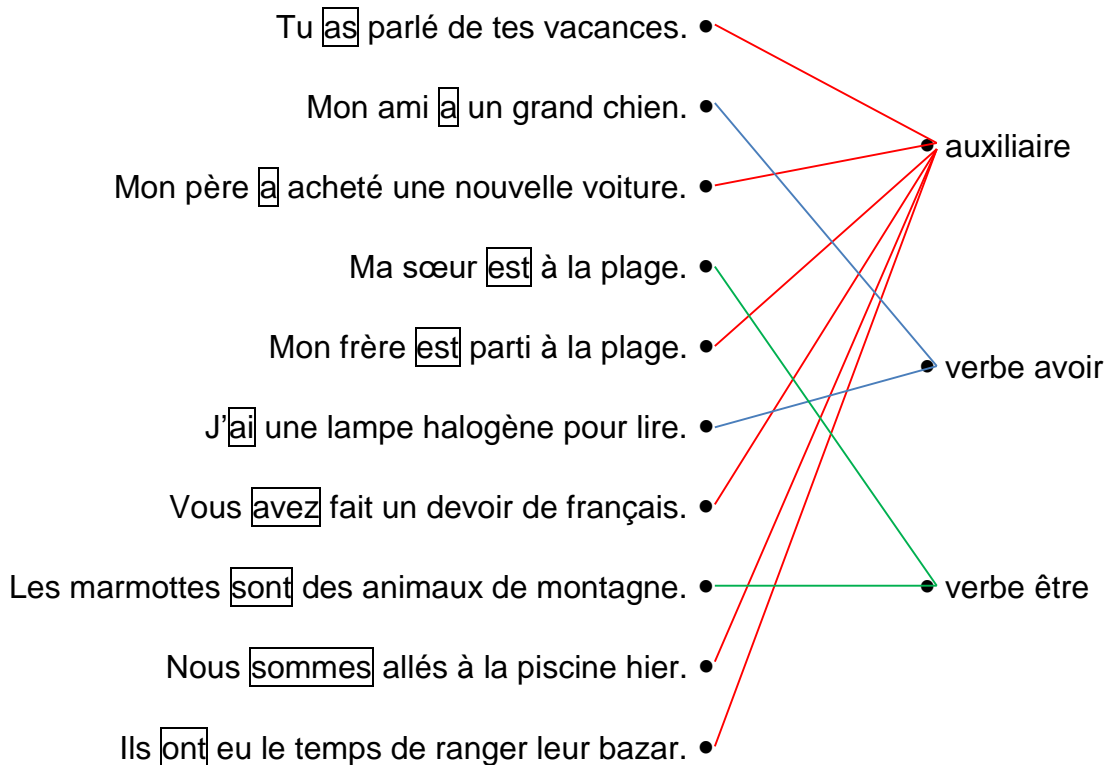 Tu as parlé de tes vacances.
Mon ami a un grand chien.
auxiliaire
Mon père a acheté une nouvelle voiture.
Ma sœur est à la plage.
Mon frère est parti à la plage.
verbe avoir
J’ai une lampe halogène pour lire.
Vous avez fait un devoir de français.
Les marmottes sont des animaux de montagne.
verbe être
Nous sommes allés à la piscine hier.
Ils ont eu le temps de ranger leur bazar.